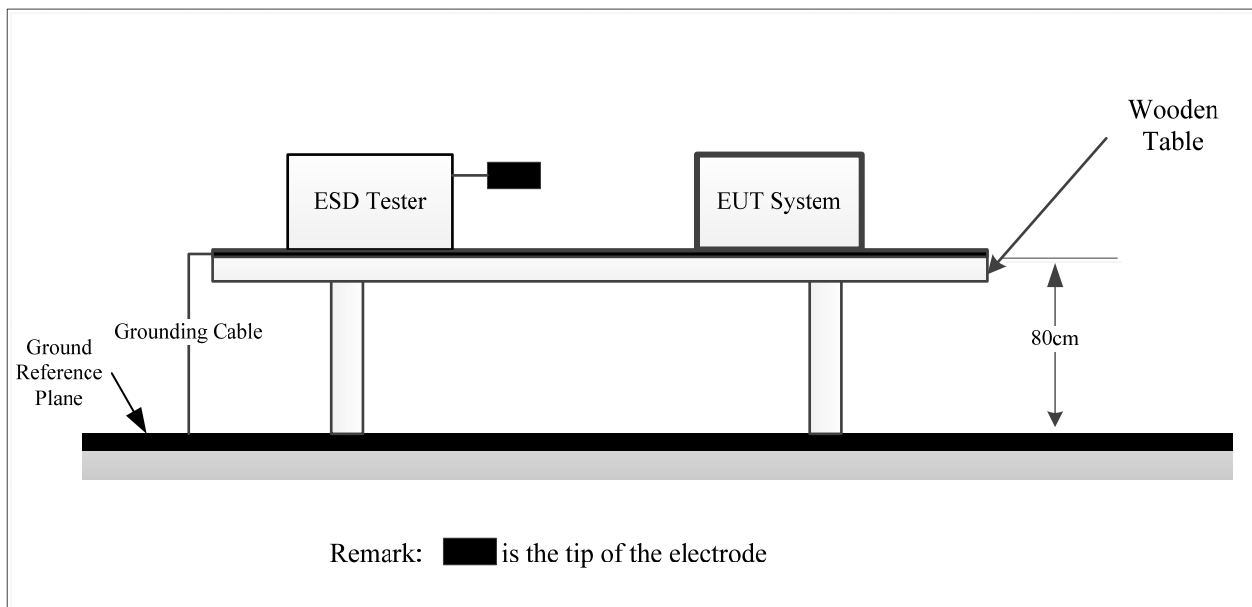 Wooden
Table
ESD Tester
EUT System
Grounding Cable
Ground
Reference
Plane
80cm
Remark: is the tip of the electrode